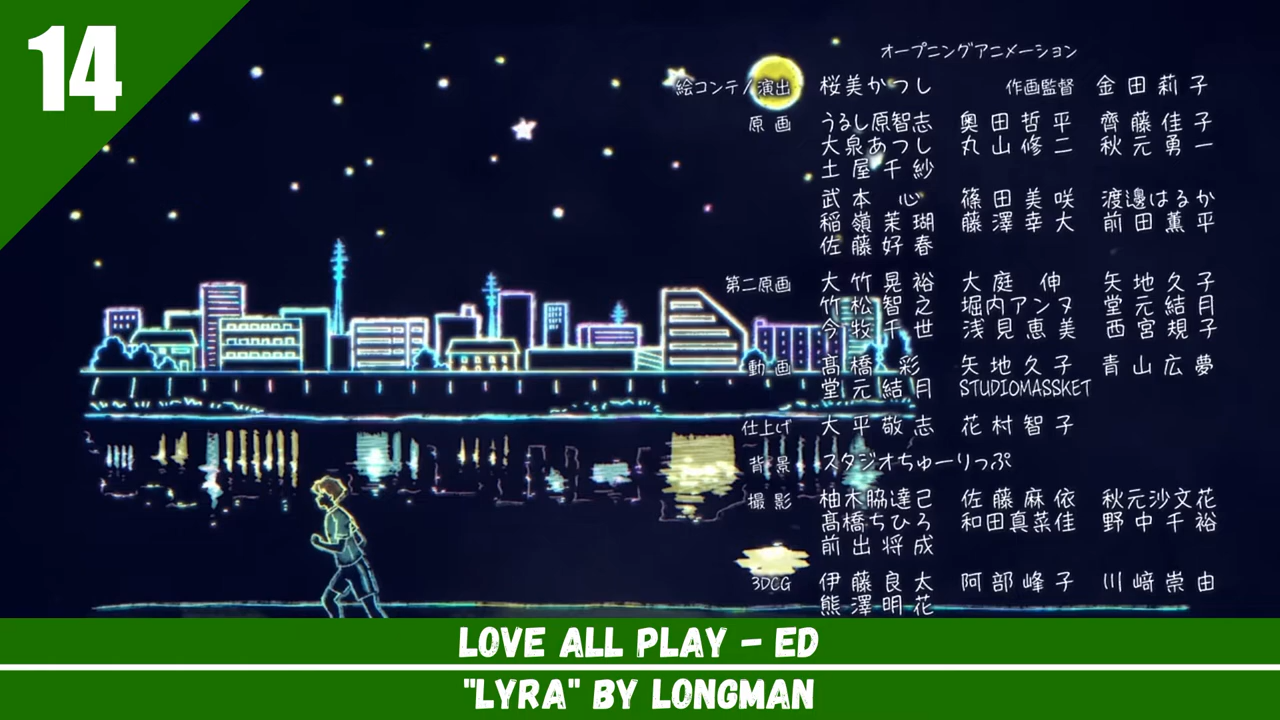 14
オープニングアニメーション
絵コンテ/演出 桜美かつし 作画監督 金田莉子
原画 うるし原智志 奥田哲平 齊藤佳子
大泉あつし 丸山修二 秋元勇一
土屋千紗
武本心 篠田美咲 渡邊はるか
稲嶺茉瑚 藤澤幸大 前田薫平
佐藤好春
第二原画 大竹晃裕 大庭伸 矢地久子
竹松智之 堀内アンヌ 堂元結月
今牧千世 浅見恵美 西宮規子
動画 髙橋彩 矢地久子 青山広夢
堂元結月 STUDIOMASSKET
仕上げ 大平敬志 花村智子
背景 スタジオちゅーりっぷ
撮影 柚木脇達己 佐藤麻依 秋元沙文花
髙橋ちひろ 和田真菜佳 野中千裕
前出将成
3DCG 伊藤良太 阿部峰子 川﨑崇由
熊澤明花
LOVE ALL PLAY - ED
"LYRA" BY LONGMAN